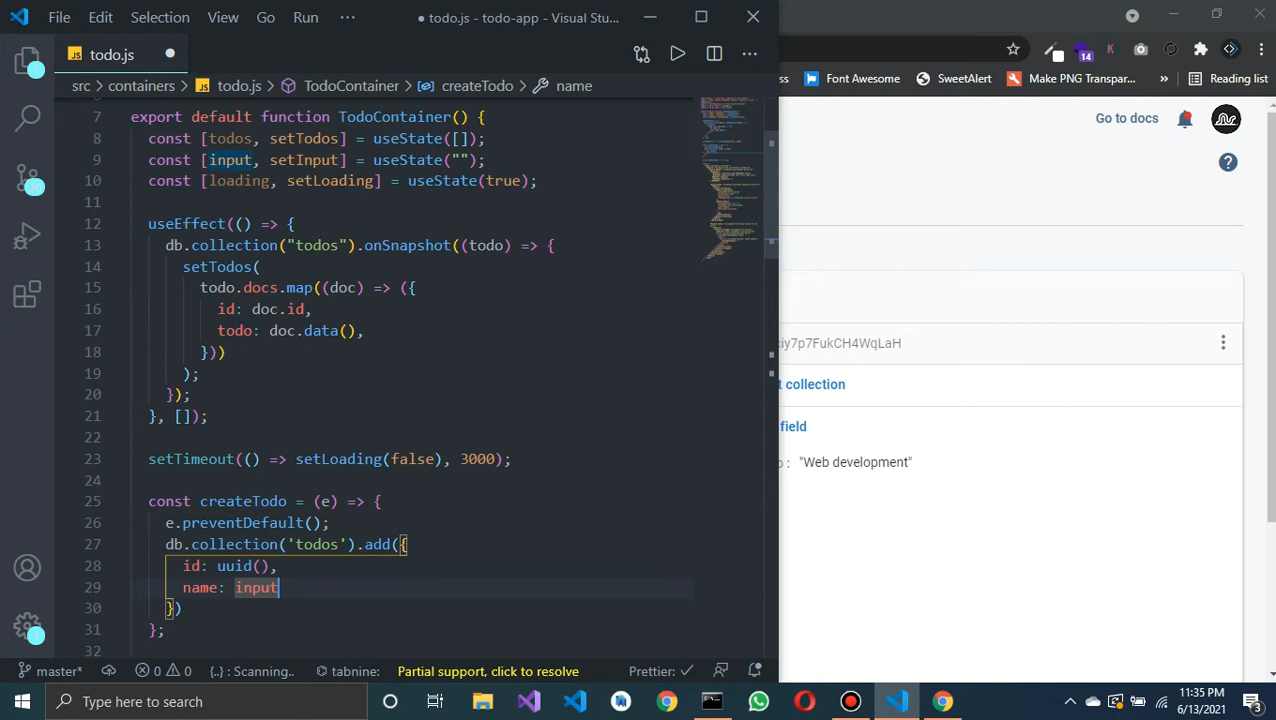 File Edit Selection View Go Run ··· ● todo.js - todo-app - Visual Stu...
todo.js
src > containers > todo.js > TodoContainer > createTodo > name
7 export default function TodoContainer() {
8 const [todos, setTodos] = useState([]);
9 const [input, setInput] = useState("");
10 const [loading, setLoading] = useState(true);
11
12 useEffect(() => {
13 db.collection("todos").onSnapshot((todo) => {
14 setTodos(
15 todo.docs.map((doc) => ({
16 id: doc.id,
17 todo: doc.data(),
18 }))
19 );
20 });
21 }, []);
22
23 setTimeout(() => setLoading(false), 3000);
24
25 const createTodo = (e) => {
26 e.preventDefault();
27 db.collection('todos').add({
28 id: uuid(),
29 name: input
30 })
31 };
32
master* 0 0 {..} : Scanning... tabnine: Partial support, click to resolve Prettier: ✓
14 K
ss Font Awesome SweetAlert Make PNG Transpar... » Reading list
Go to docs
ciy7p7FukCH4WqLaH
t collection
field
o : "Web development"
Type here to search
11:35 PM
6/13/2021
3